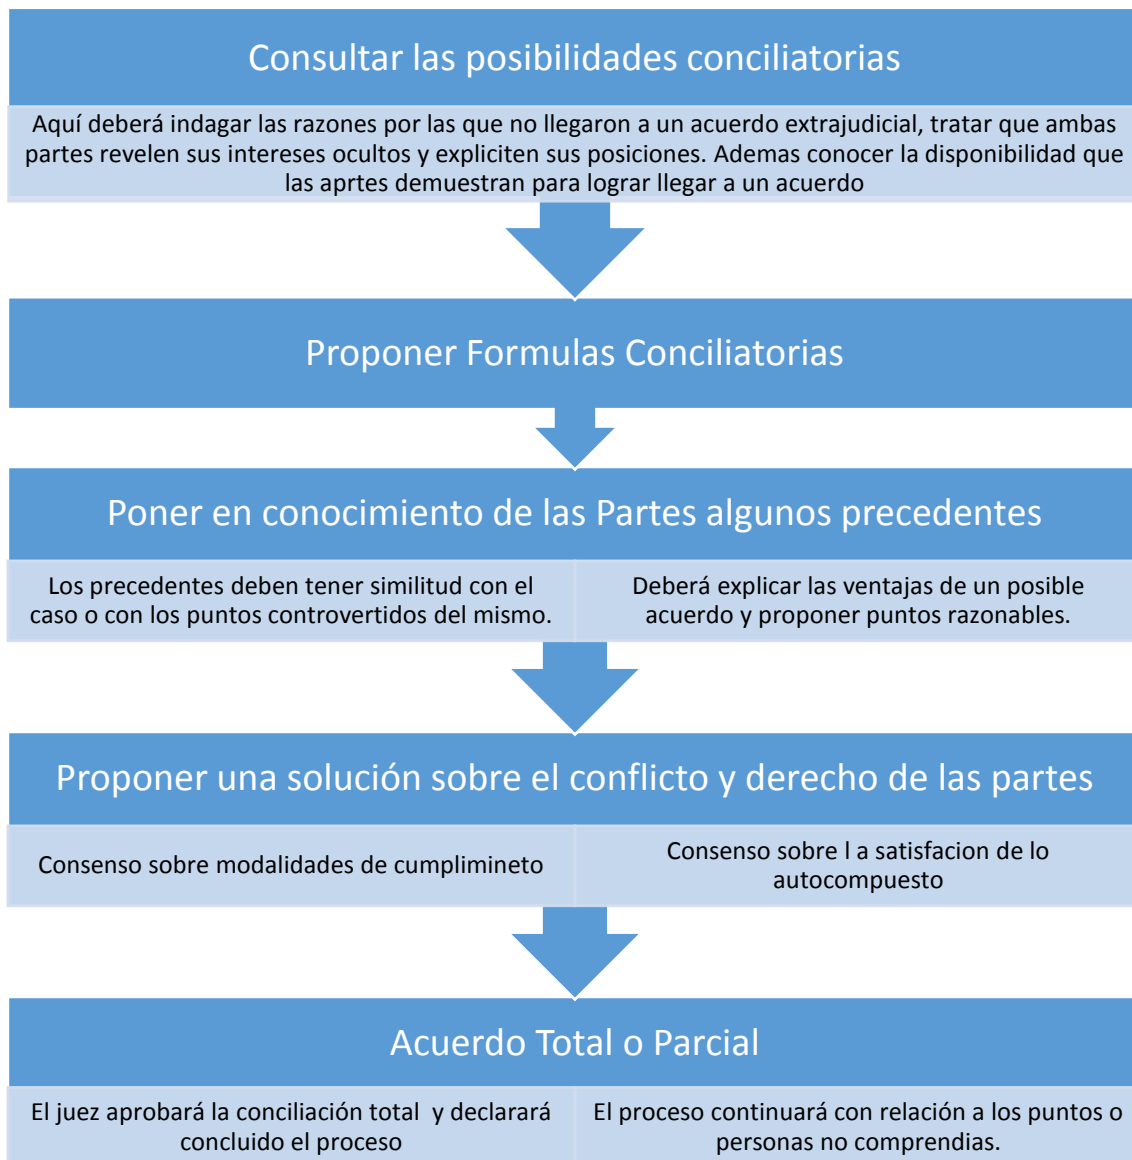 Consultar las posibilidades conciliatorias
Aquí deberá indagar las razones por las que no llegaron a un acuerdo extrajudicial, tratar que ambas
partes revelen sus intereses ocultos y expliciten sus posiciones. Ademas conocer la disponibilidad que
las aprtes demuestran para lograr llegar a un acuerdo
Proponer Formulas Conciliatorias
Poner en conocimiento de las Partes algunos precedentes
Los precedentes deben tener similitud con el
caso o con los puntos controvertidos del mismo.
Deberá explicar las ventajas de un posible
acuerdo y proponer puntos razonables.
Proponer una solución sobre el conflicto y derecho de las partes
Consenso sobre modalidades de cumplimineto
Consenso sobre l a satisfacion de lo
autocompuesto
Acuerdo Total o Parcial
El juez aprobará la conciliación total y declarará
concluido el proceso
El proceso continuará con relación a los puntos o
personas no comprendias.